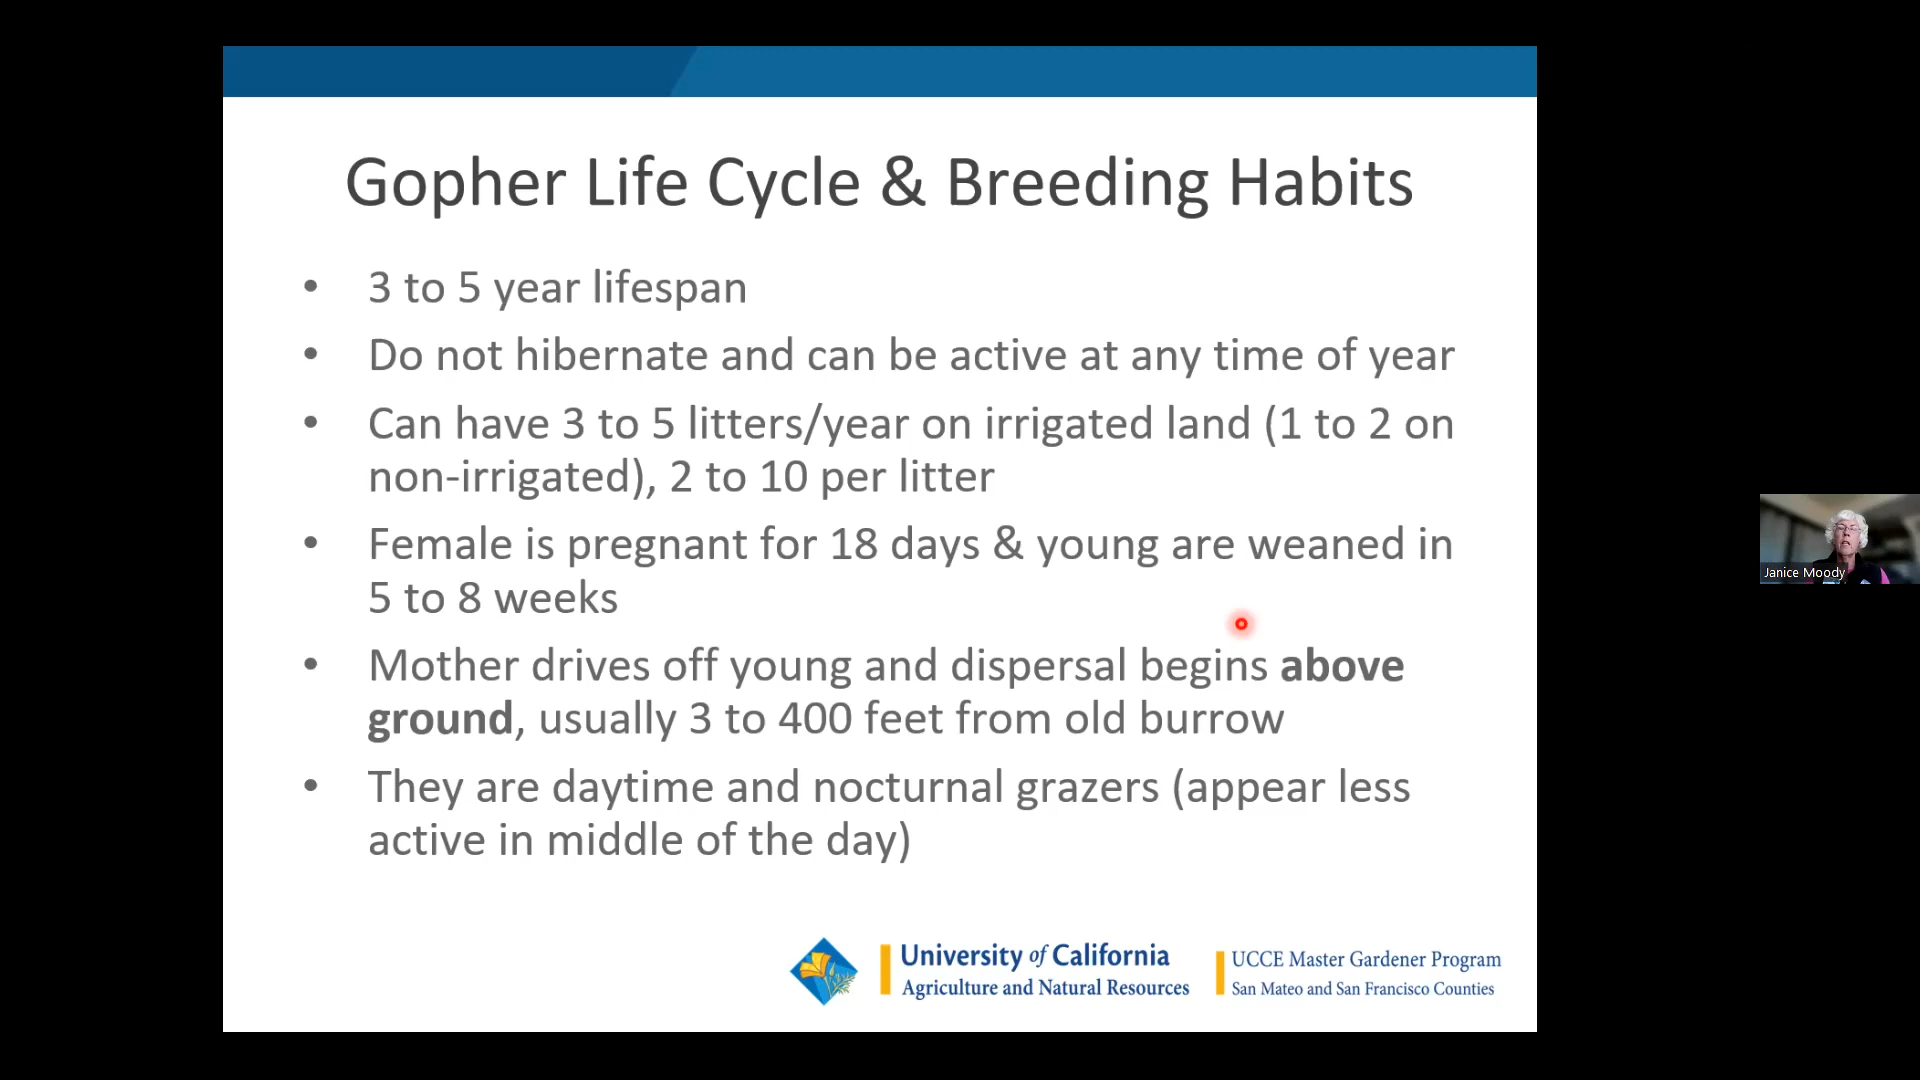 Gopher Life Cycle & Breeding Habits
• 3 to 5 year lifespan
• Do not hibernate and can be active at any time of year
• Can have 3 to 5 litters/year on irrigated land (1 to 2 on
non-irrigated), 2 to 10 per litter
• Female is pregnant for 18 days & young are weaned in
5 to 8 weeks
• Mother drives off young and dispersal begins above
ground, usually 3 to 400 feet from old burrow
• They are daytime and nocturnal grazers (appear less
active in middle of the day)
University of California
Agriculture and Natural Resources
UCCE Master Gardener Program
San Mateo and San Francisco Counties
Janice Moody